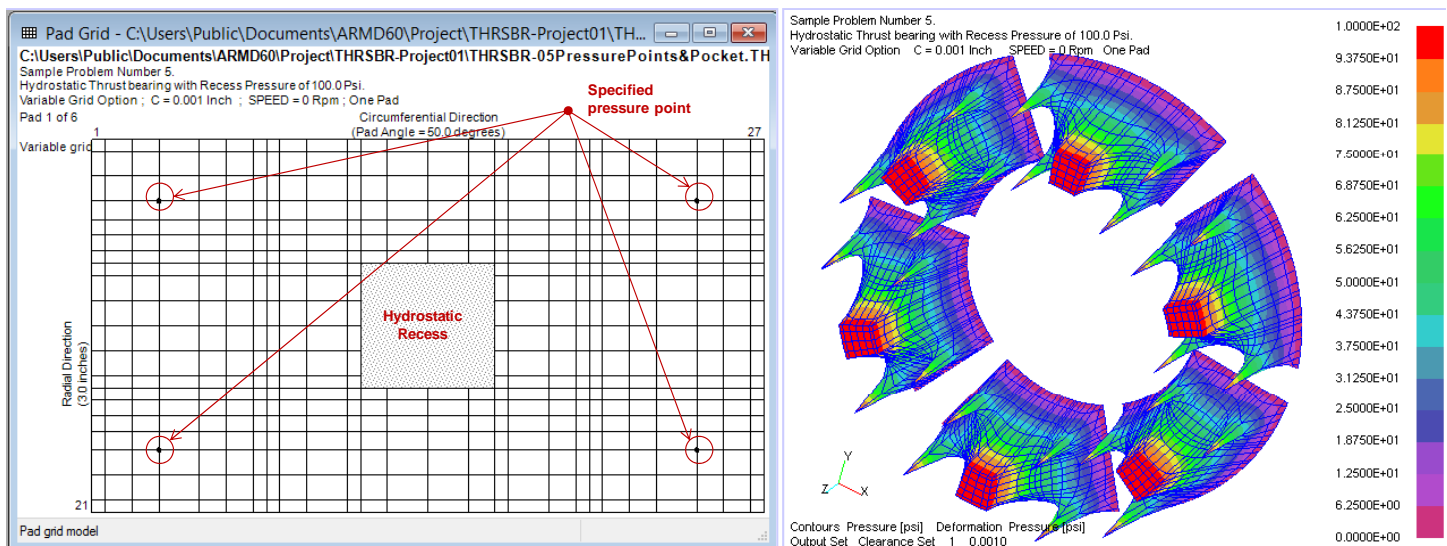 Pad Grid - C:\Users\Public\Documents\ARMD60\Project\THRSBR-Project01\TH...
C:\Users\Public\Documents\ARMD60\Project\THRSBR-Project01\THRSBR-05PressurePoints&Pocket.TH
Sample Problem Number 5.
Hydrostatic Thrust bearing with Recess Pressure of 100.0 Psi.
Variable Grid Option ; C = 0.001 Inch ; SPEED = 0 Rpm ; One Pad
Pad 1 of 6
Specified
pressure point
Circumferential Direction
(Pad Angle = 50.0 degrees)
1
27
Variable grid
Hydrostatic
Recess
Radial Direction
(3.0 inches)
21
Pad grid model
Sample Problem Number 5.
Hydrostatic Thrust bearing with Recess Pressure of 100.0 Psi.
Variable Grid Option C = 0.001 Inch SPEED = 0 Rpm One Pad
1.0000E+02
9.3750E+01
8.7500E+01
8.1250E+01
7.5000E+01
6.8750E+01
6.2500E+01
5.6250E+01
5.0000E+01
4.3750E+01
3.7500E+01
3.1250E+01
2.5000E+01
1.8750E+01
1.2500E+01
6.2500E+00
0.0000E+00
Y
Z
X
Contours Pressure [psi] Deformation Pressure [psi]
Output Set Clearance Set 1 0.0010